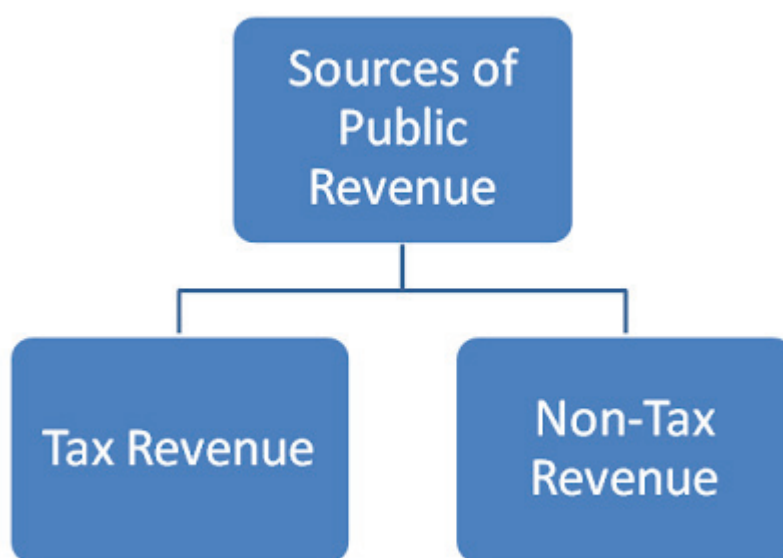 Sources of
Public
Revenue
Tax Revenue
Non-Tax
Revenue